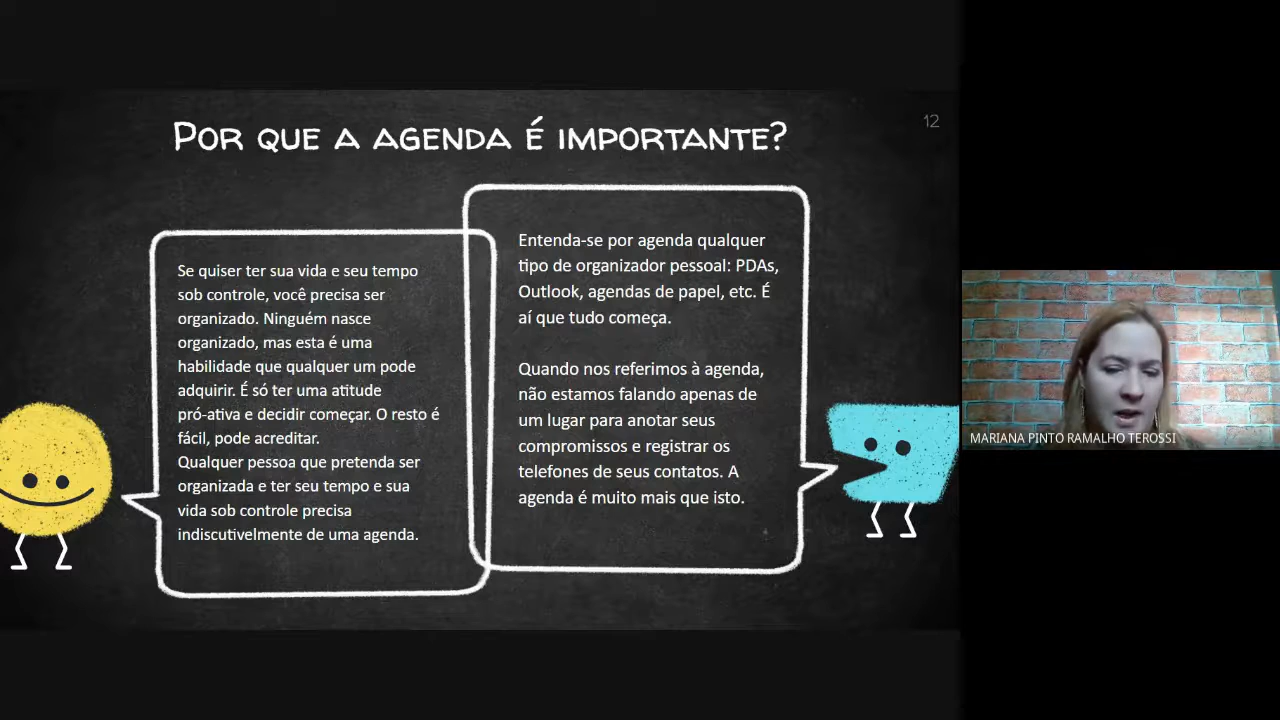 POR QUE A AGENDA É IMPORTANTE?
12
Se quiser ter sua vida e seu tempo
sob controle, você precisa ser
organizado. Ninguém nasce
organizado, mas esta é uma
habilidade que qualquer um pode
adquirir. É só ter uma atitude
pró-ativa e decidir começar. O resto é
fácil, pode acreditar.
Qualquer pessoa que pretenda ser
organizada e ter seu tempo e sua
vida sob controle precisa
indiscutivelmente de uma agenda.
Entenda-se por agenda qualquer
tipo de organizador pessoal: PDAs,
Outlook, agendas de papel, etc. É
aí que tudo começa.
Quando nos referimos à agenda,
não estamos falando apenas de
um lugar para anotar seus
compromissos e registrar os
telefones de seus contatos. A
agenda é muito mais que isto.
MARIANA PINTO RAMALHO TEROSSI